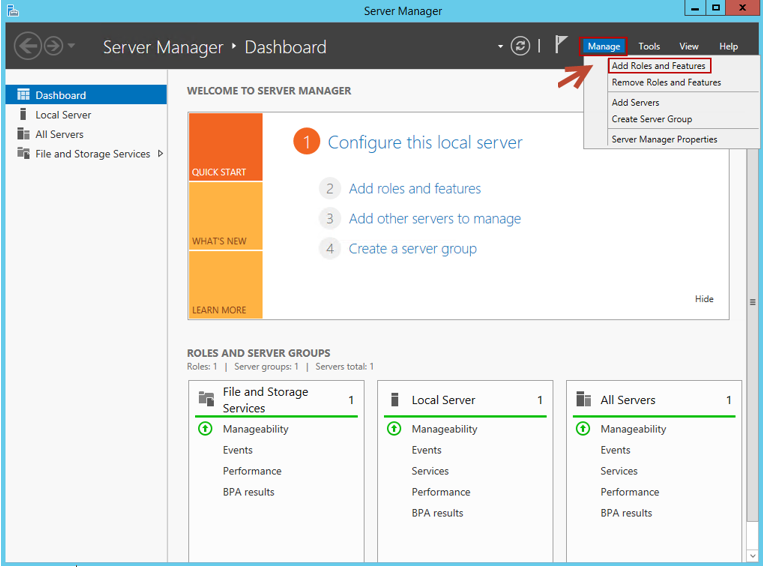 Server Manager
Server Manager ‣ Dashboard
Manage
Tools
View
Help
Add Roles and Features
Remove Roles and Features
Add Servers
Create Server Group
Server Manager Properties
Dashboard
Local Server
All Servers
File and Storage Services
WELCOME TO SERVER MANAGER
QUICK START
WHAT'S NEW
LEARN MORE
1 Configure this local server
2 Add roles and features
3 Add other servers to manage
4 Create a server group
Hide
ROLES AND SERVER GROUPS
Roles: 1 | Server groups: 1 | Servers total: 1
File and Storage
Services
1
Manageability
Events
Performance
BPA results
Local Server 1
Manageability
Events
Services
Performance
BPA results
All Servers 1
Manageability
Events
Services
Performance
BPA results